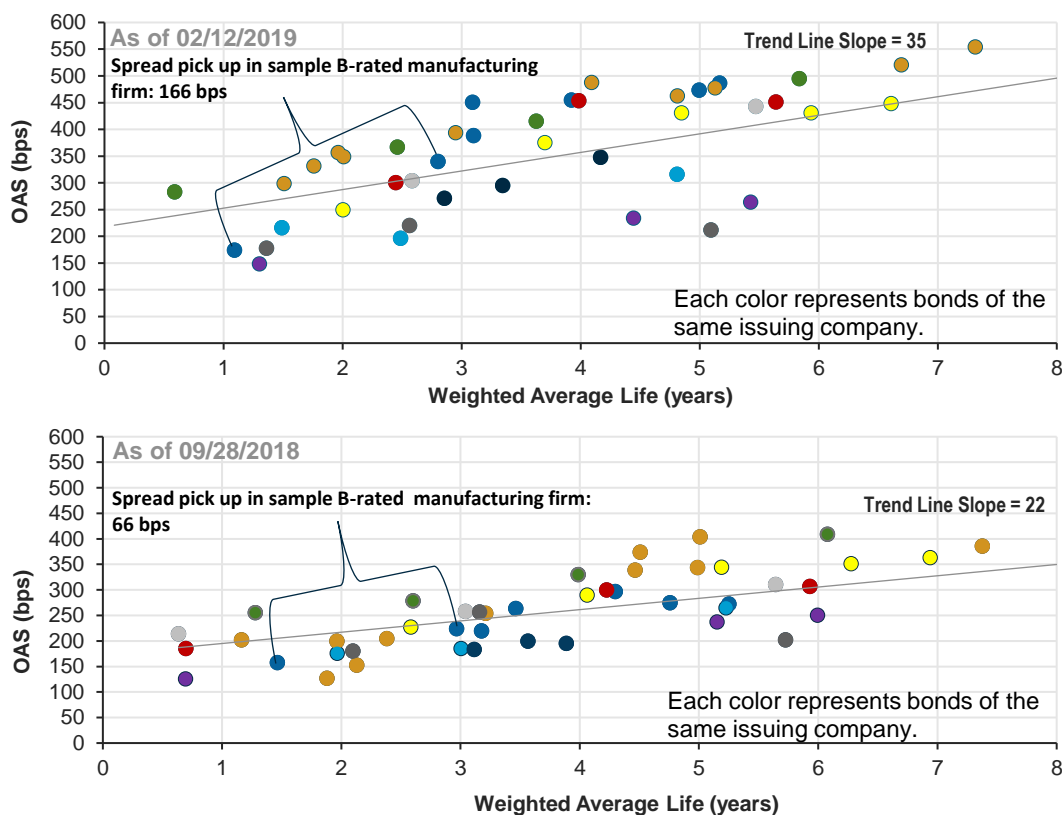 As of 02/12/2019
Trend Line Slope = 35
Spread pick up in sample B-rated manufacturing
firm: 166 bps
OAS (bps)
600
550
500
450
400
350
300
250
200
150
100
50
0
Each color represents bonds of the
same issuing company.
0 1 2 3 4 5 6 7 8
Weighted Average Life (years)
As of 09/28/2018
Spread pick up in sample B-rated  manufacturing firm:
66 bps
Trend Line Slope = 22
OAS (bps)
600
550
500
450
400
350
300
250
200
150
100
50
0
Each color represents bonds of the
same issuing company.
0 1 2 3 4 5 6 7 8
Weighted Average Life (years)